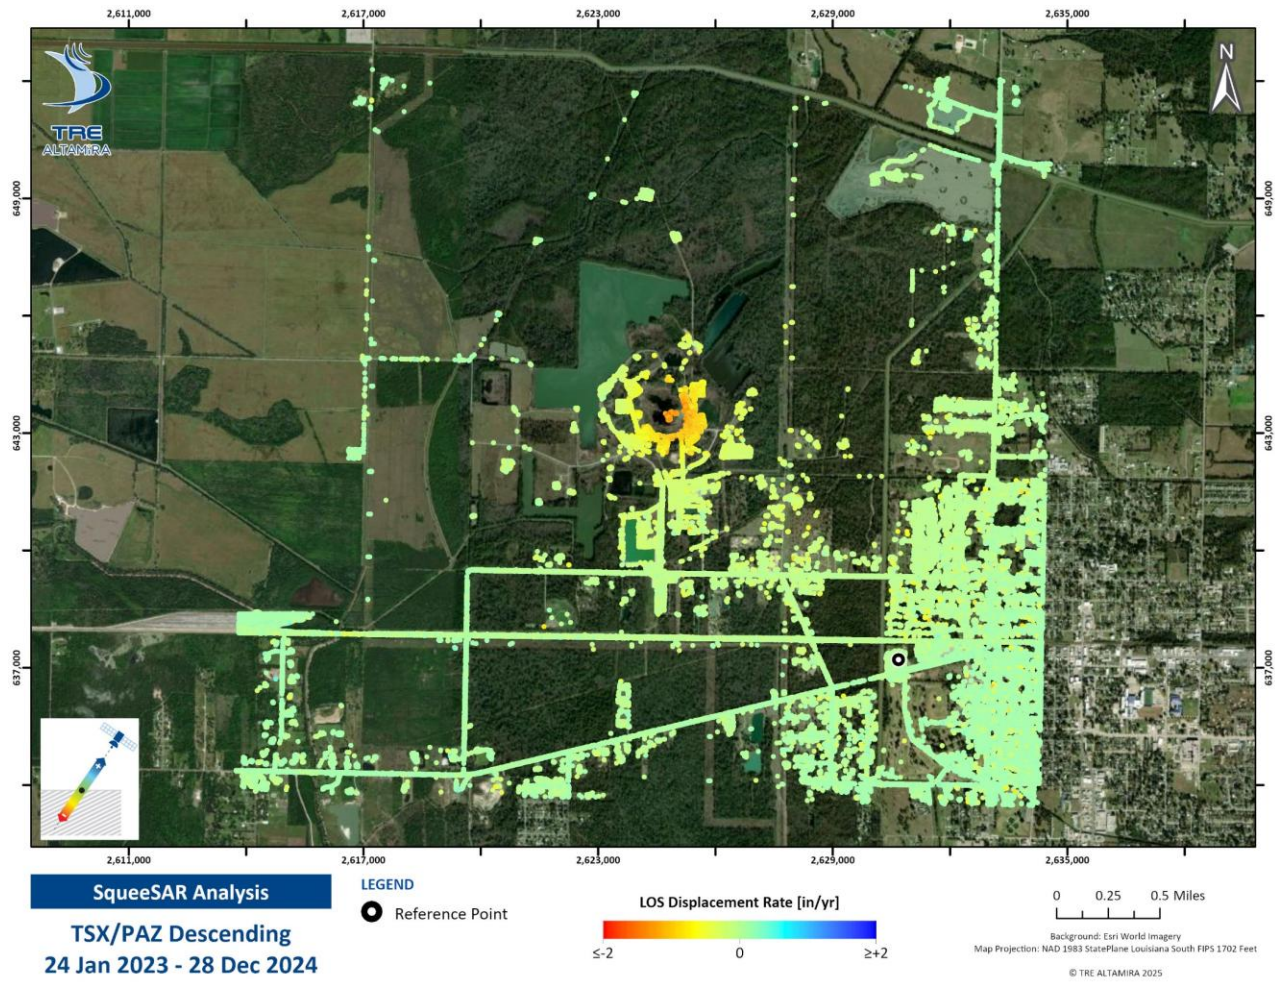 2,611,000 2,617,000 2,623,000 2,629,000 2,635,000
N
TRE
ALTAMIRA
649,000 649,000
643,000 643,000
637,000 637,000
2,611,000 2,617,000 2,623,000 2,629,000 2,635,000
SqueeSAR Analysis
TSX/PAZ Descending
24 Jan 2023 - 28 Dec 2024
LEGEND
Reference Point
LOS Displacement Rate [in/yr]
≤-2 0 ≥+2
0 0.25 0.5 Miles
Background: Esri World Imagery
Map Projection: NAD 1983 StatePlane Louisiana South FIPS 1702 Feet
© TRE ALTAMIRA 2025